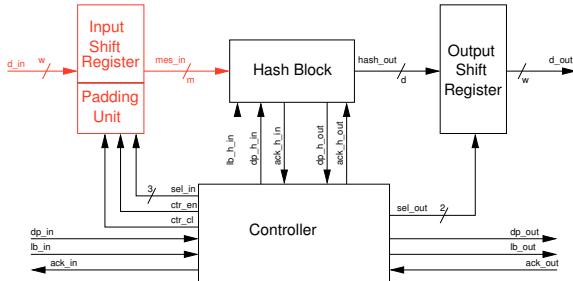 Input
Shift
Register
Padding
Unit
d_in
w
mes_in
m
Hash Block
hash_out
d
Output
Shift
Register
d_out
w
lb_h_in
dp_h_in
ack_h_in
dp_h_out
ack_h_out
3
sel_in
ctr_en
ctr_cl
Controller
sel_out
2
dp_in
lb_in
ack_in
dp_out
lb_out
ack_out